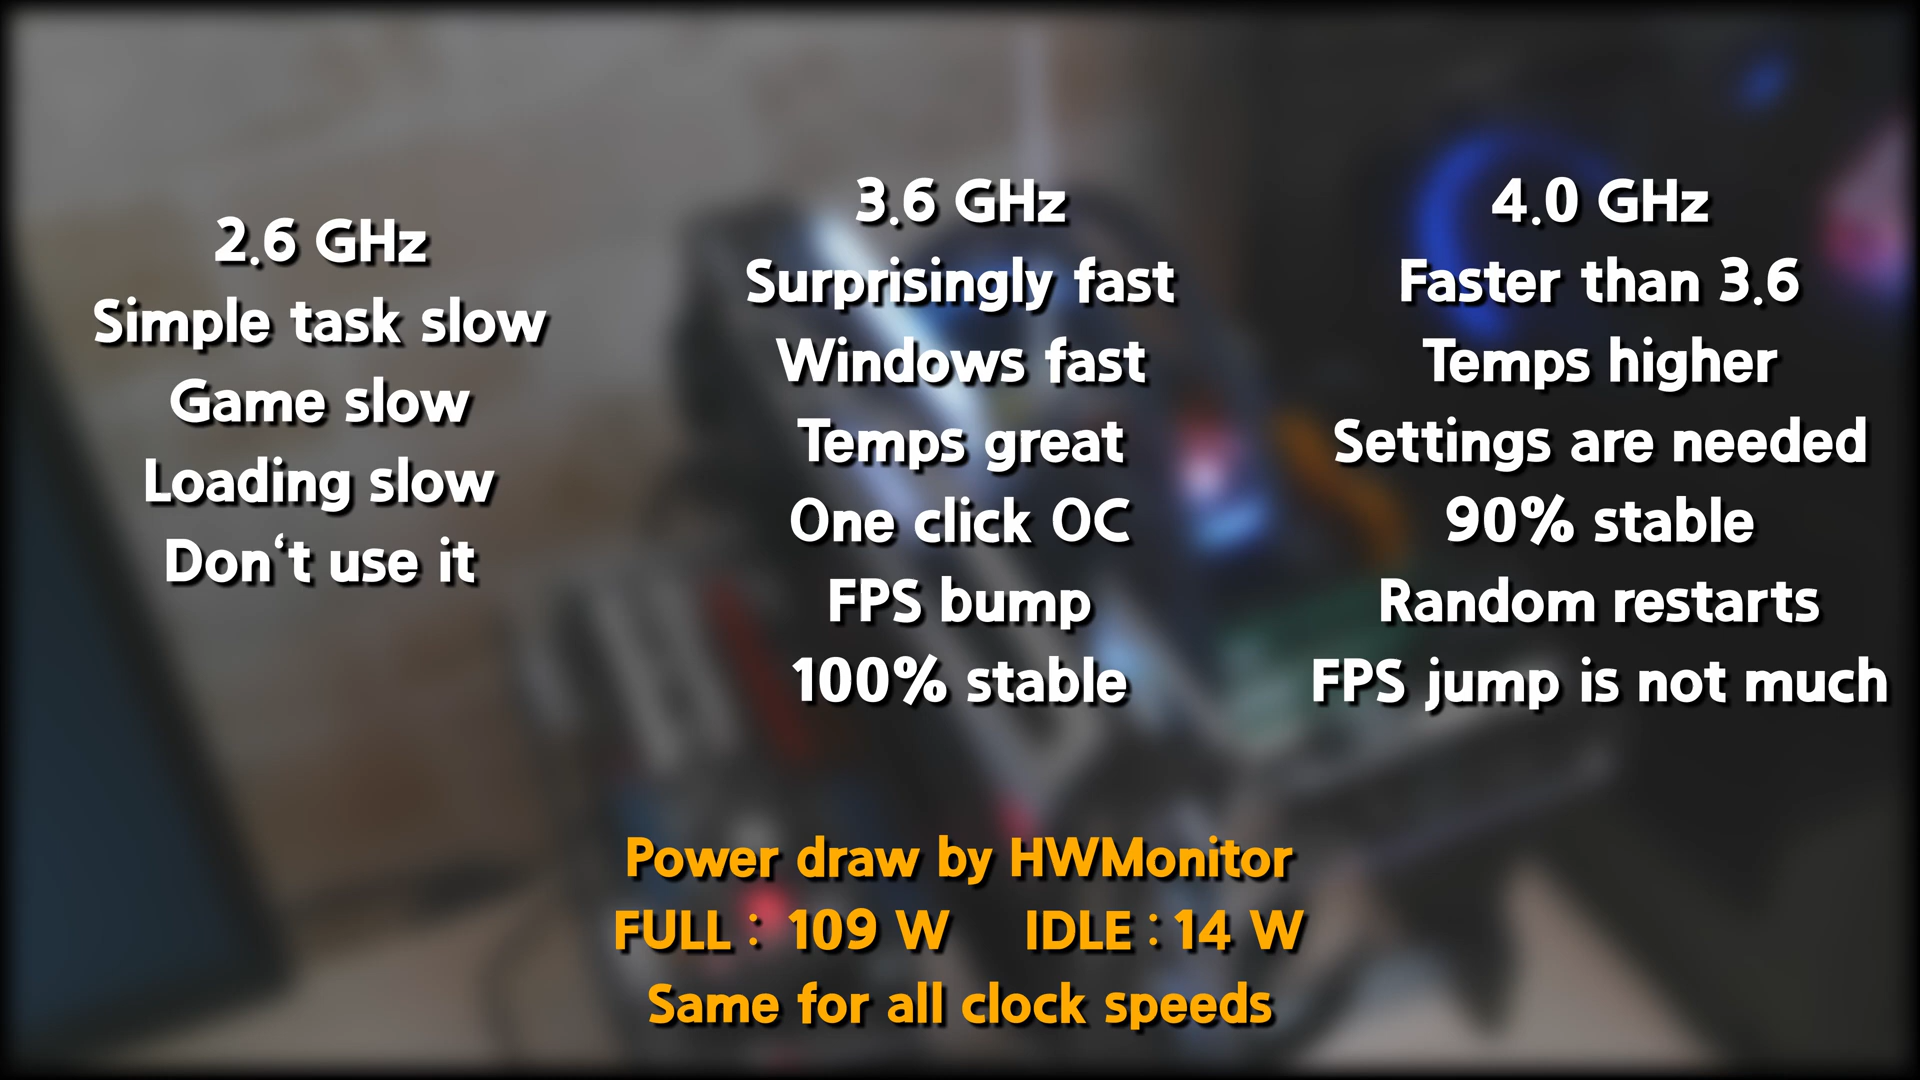 2.6 GHz
Simple task slow
Game slow
Loading slow
Don‘t use it
3.6 GHz
Surprisingly fast
Windows fast
Temps great
One click OC
FPS bump
100% stable
4.0 GHz
Faster than 3.6
Temps higher
Settings are needed
90% stable
Random restarts
FPS jump is not much
Power draw by HWMonitor
FULL : 109 W IDLE : 14 W
Same for all clock speeds